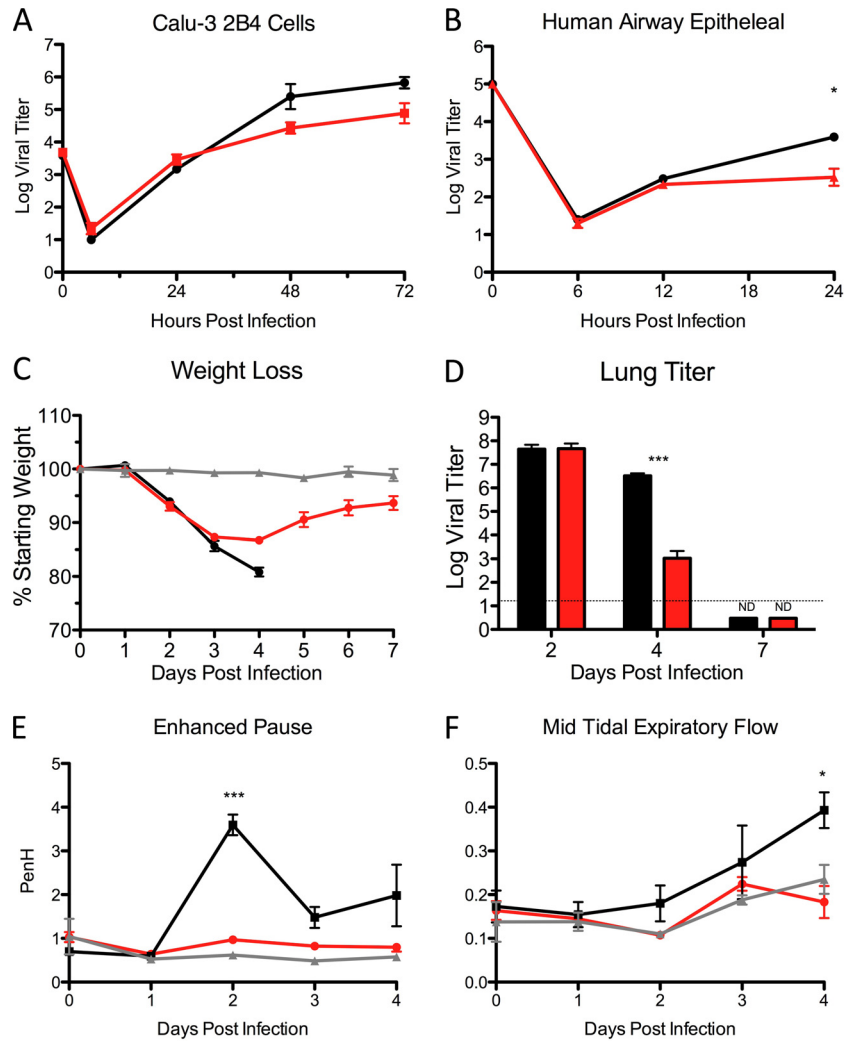 A
Calu-3 2B4 Cells
Log Viral Titer
7
6
5
4
3
2
1
0
0 24 48 72
Hours Post Infection
B
Human Airway Epitheleal
Log Viral Titer
6
5
4
3
2
1
0
*
0 6 12 18 24
Hours Post Infection
C
Weight Loss
% Starting Weight
110
100
90
80
70
0 1 2 3 4 5 6 7
Days Post Infection
D
Lung Titer
Log Viral Titer
9
8
7
6
5
4
3
2
1
0
***
ND ND
2 4 7
Days Post Infection
E
Enhanced Pause
PenH
5
4
3
2
1
0
***
0 1 2 3 4
Days Post Infection
F
Mid Tidal Expiratory Flow
0.5
0.4
0.3
0.2
0.1
0.0
*
0 1 2 3 4
Days Post Infection